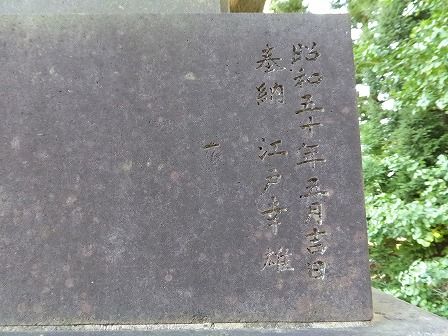 昭和五十年五月吉日
奉納 江戸幸雄